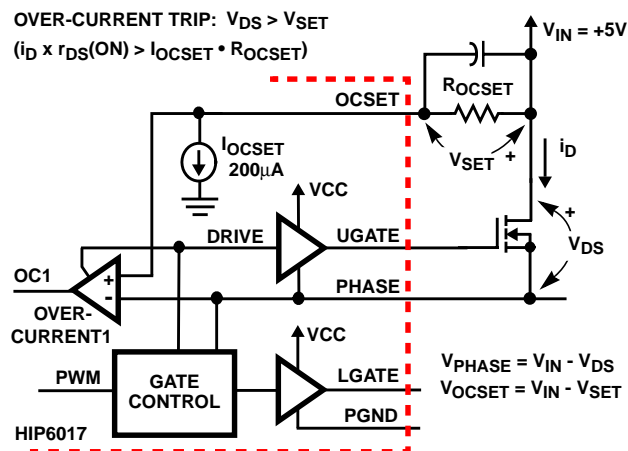 OVER-CURRENT TRIP: VDS > VSET
(iD x rDS(ON) > IOCSET • ROCSET)
VIN = +5V
OCSET
ROCSET
IOCSET
200µA
VSET
+
iD
VCC
DRIVE
UGATE
+
VDS
OC1
+
-
PHASE
OVER-
CURRENT1
VCC
PWM
GATE
CONTROL
LGATE
PGND
VPHASE = VIN - VDS
VOCSET = VIN - VSET
HIP6017